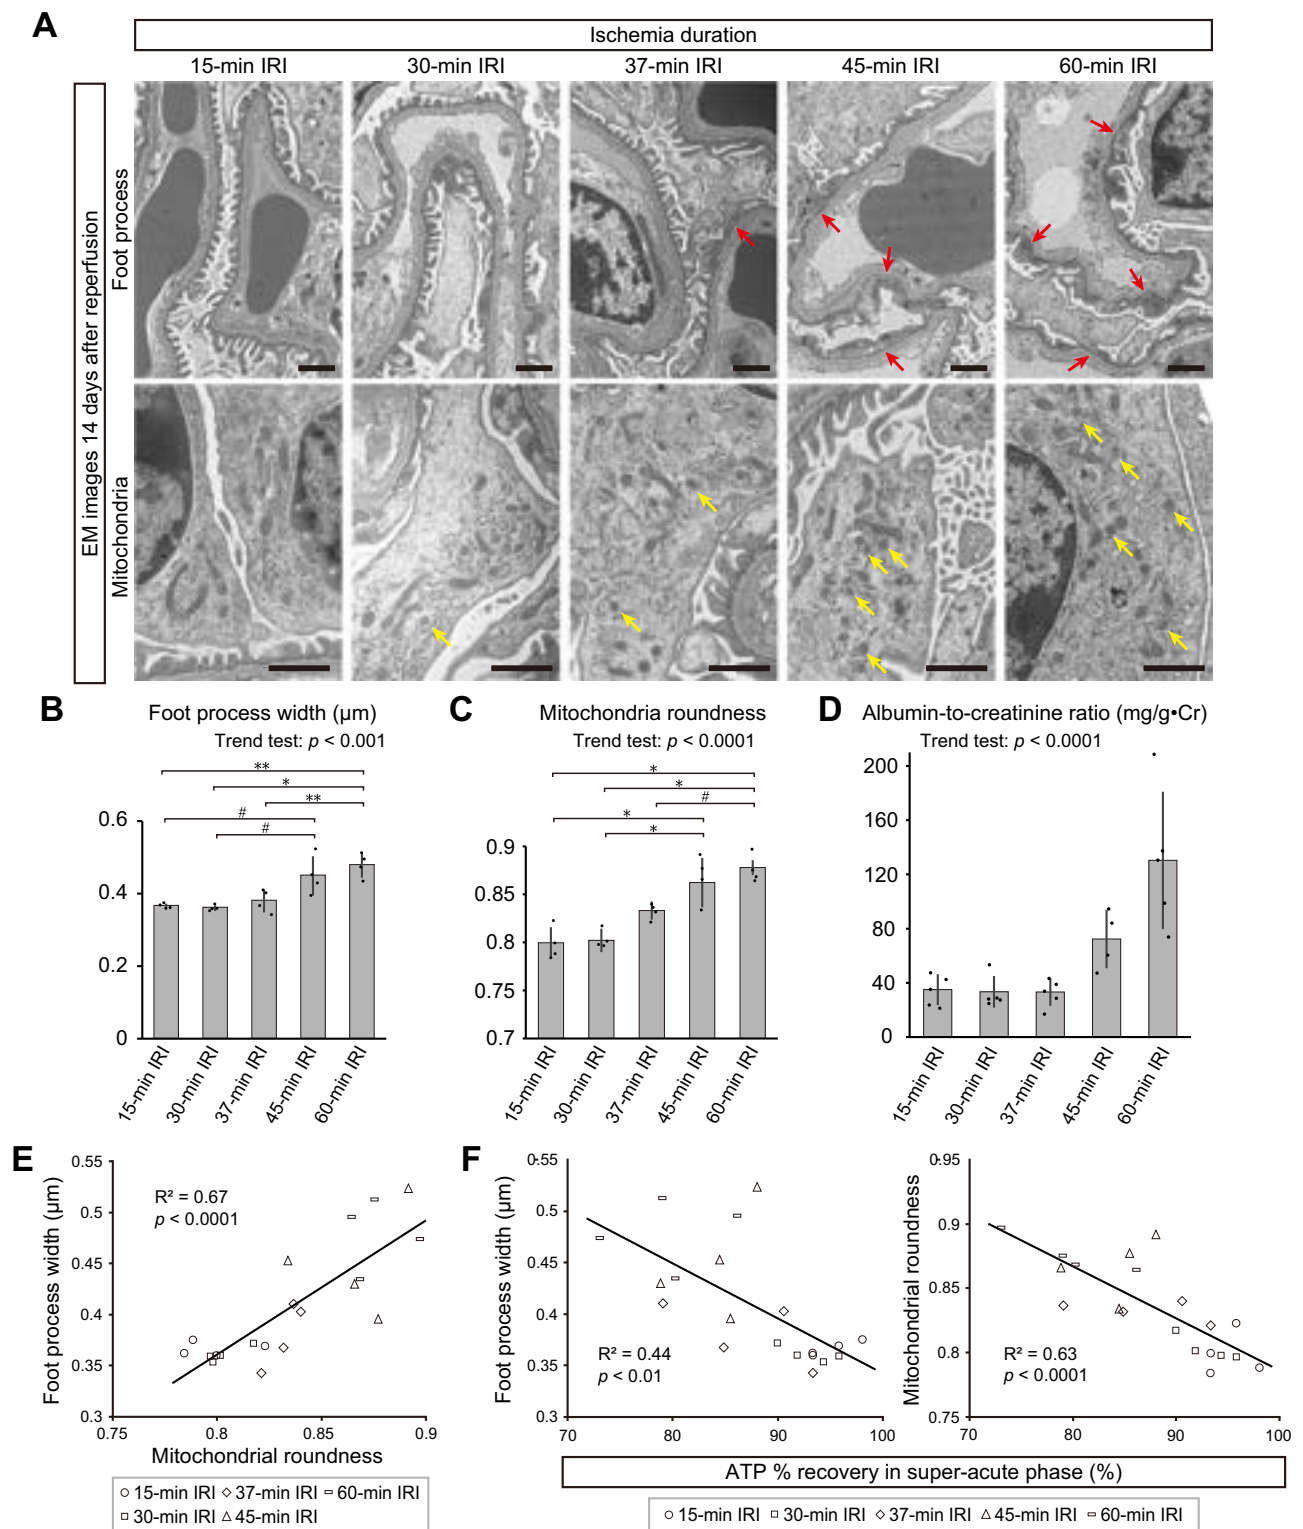 A
Ischemia duration
15-min IRI 30-min IRI 37-min IRI 45-min IRI 60-min IRI
EM images 14 days after reperfusion
Foot process
Mitochondria
B
Foot process width (µm)
Trend test: p < 0.001
**
*
**
#
#
0.6
0.4
0.2
0
15-min IRI
30-min IRI
37-min IRI
45-min IRI
60-min IRI
C
Mitochondria roundness
Trend test: p < 0.0001
*
*
#
*
*
0.9
0.85
0.8
0.75
0.7
15-min IRI
30-min IRI
37-min IRI
45-min IRI
60-min IRI
D
Albumin-to-creatinine ratio (mg/g•Cr)
Trend test: p < 0.0001
200
160
120
80
40
0
15-min IRI
30-min IRI
37-min IRI
45-min IRI
60-min IRI
E
Foot process width (µm)
0.55
0.5
0.45
0.4
0.35
0.3
R² = 0.67
p < 0.0001
0.75 0.8 0.85 0.9
Mitochondrial roundness
15-min IRI 37-min IRI 60-min IRI
30-min IRI 45-min IRI
F
Foot process width (µm)
0.55
0.5
0.45
0.4
0.35
0.3
R² = 0.44
p < 0.01
70 80 90 100
Mitochondrial roundness
0.95
0.9
0.85
0.8
0.75
R² = 0.63
p < 0.0001
70 80 90 100
ATP % recovery in super-acute phase (%)
15-min IRI 30-min IRI 37-min IRI 45-min IRI 60-min IRI